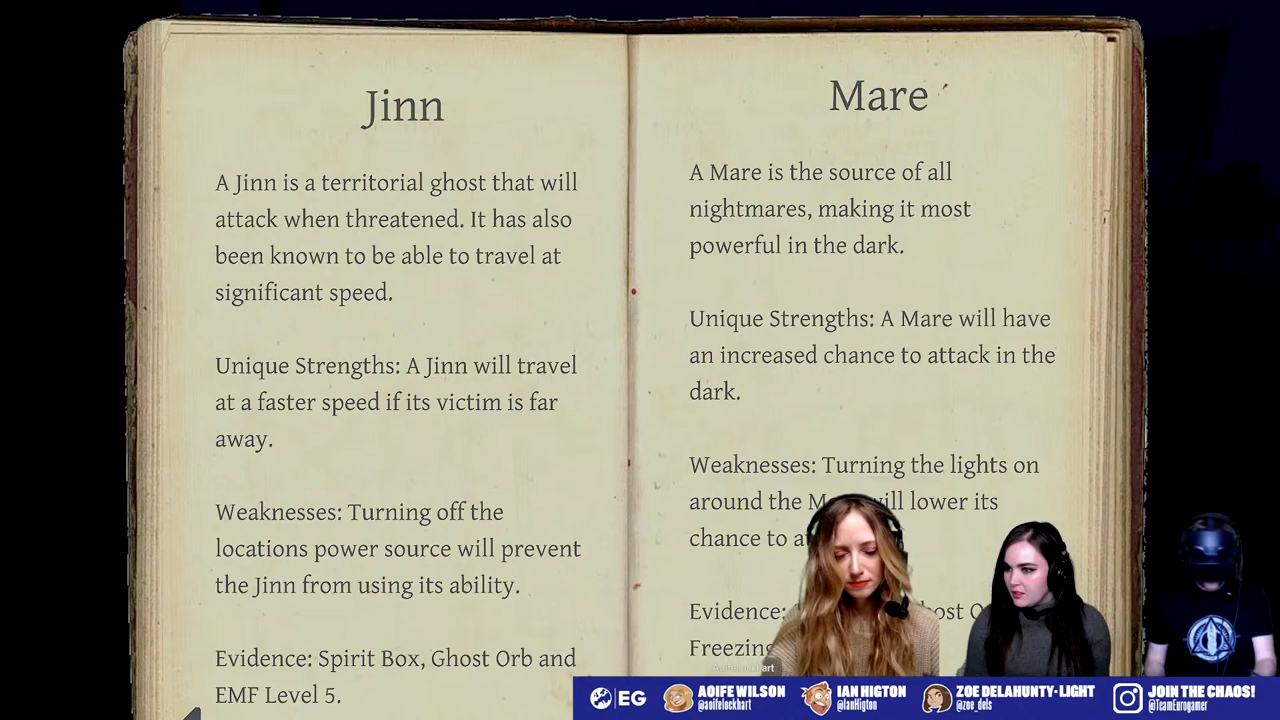 Jinn
A Jinn is a territorial ghost that will
attack when threatened. It has also
been known to be able to travel at
significant speed.
Unique Strengths: A Jinn will travel
at a faster speed if its victim is far
away.
Weaknesses: Turning off the
locations power source will prevent
the Jinn from using its ability.
Evidence: Spirit Box, Ghost Orb and
EMF Level 5.
Mare
A Mare is the source of all
nightmares, making it most
powerful in the dark.
Unique Strengths: A Mare will have
an increased chance to attack in the
dark.
Weaknesses: Turning the lights on
around the will lower its
chance to
Evidence:
Freezing
EG
AOIFE WILSON
@aoifelockhart
IAN HIGTON
@IanHigton
ZOE DELAHUNTY-LIGHT
@zoe_dels
JOIN THE CHAOS!
@TeamEurogamer